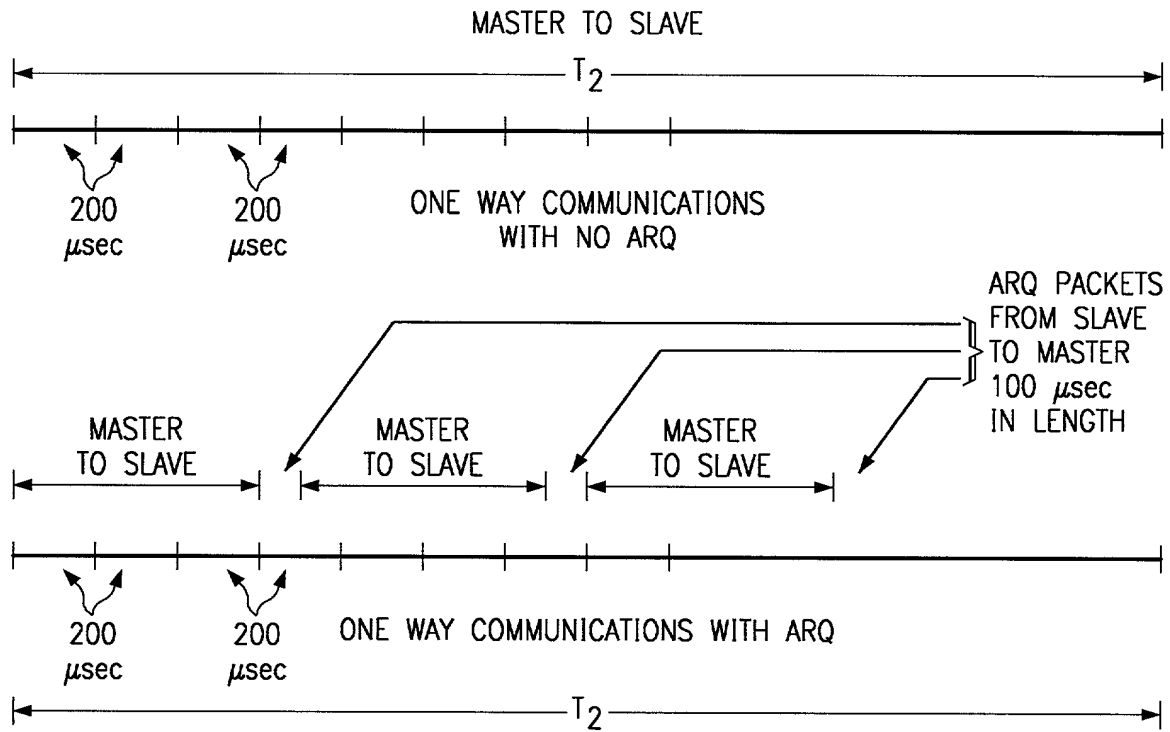 MASTER TO SLAVE
T2
200
μsec
200
μsec
ONE WAY COMMUNICATIONS
WITH NO ARQ
ARQ PACKETS
FROM SLAVE
TO MASTER
100 μsec
IN LENGTH
MASTER
TO SLAVE
MASTER
TO SLAVE
MASTER
TO SLAVE
200
μsec
200
μsec
ONE WAY COMMUNICATIONS WITH ARQ
T2